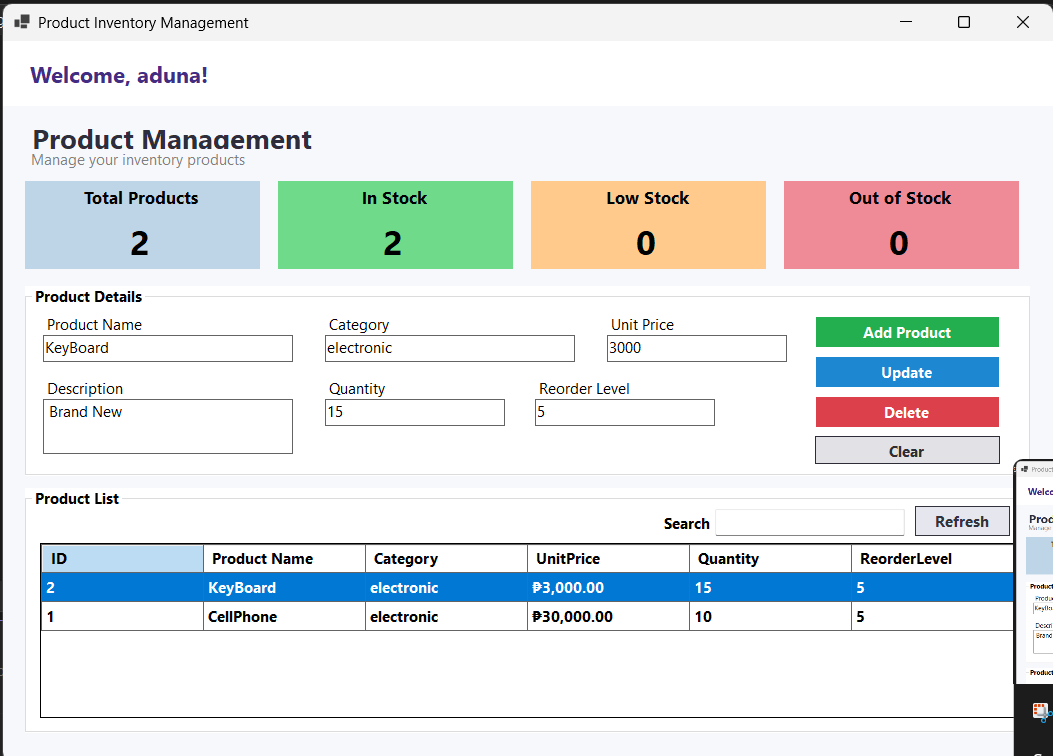 Product Inventory Management
Welcome, aduna!
Product Management
Manage your inventory products
Total Products In Stock Low Stock Out of Stock
2 2 0 0
Product Details
Product Name Category Unit Price
KeyBoard electronic 3000
Add Product
Update
Description Quantity Reorder Level
Brand New 15 5
Delete
Clear
Product List
Search Refresh
ID Product Name Category UnitPrice Quantity ReorderLevel
2 KeyBoard electronic ₱3,000.00 15 5
1 CellPhone electronic ₱30,000.00 10 5